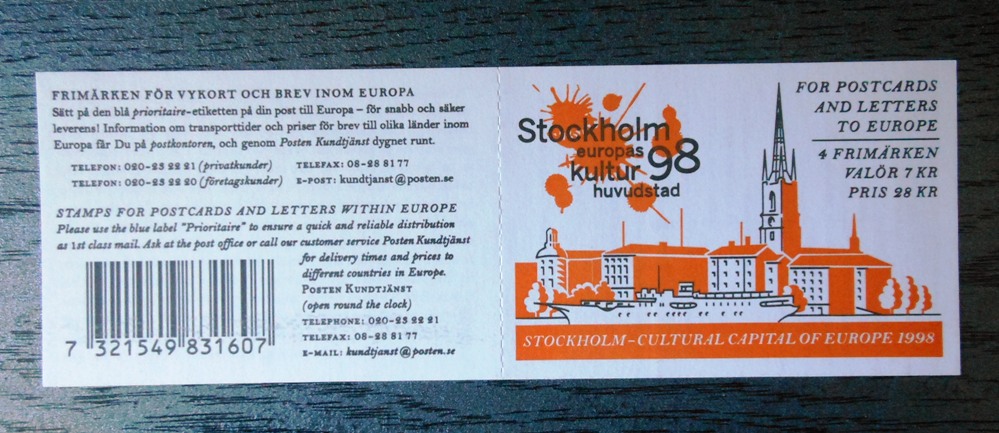 FRIMÄRKEN FÖR VYKORT OCH BREV INOM EUROPA
Sätt på den blå prioritaire-etiketten på din post till Europa – för snabb och säker
leverens! Information om transporttider och priser för brev till olika länder inom
Europa får Du på postkontoren, och genom Posten Kundtjänst dygnet runt.
TELEFON: 020-23 22 21 (privatkunder) TELEFAX: 08-28 81 77
TELEFON: 020-23 22 20 (företagskunder) E-POST: kundtjanst@posten.se
STAMPS FOR POSTCARDS AND LETTERS WITHIN EUROPE
Please use the blue label "Prioritaire" to ensure a quick and reliable distribution
as 1st class mail. Ask at the post office or call our customer service Posten Kundtjänst
for delivery times and prices to
different countries in Europe.
POSTEN KUNDTJÄNST
(open round the clock)
TELEPHONE: 020-23 22 21
TELEFAX: 08-28 81 77
E-MAIL: kundtjanst@posten.se
7 321549 831607
Stockholm
europas 98
kultur
huvudstad
FOR POSTCARDS
AND LETTERS
TO EUROPE
4 FRIMÄRKEN
VALÖR 7 KR
PRIS 28 KR
STOCKHOLM – CULTURAL CAPITAL OF EUROPE 1998